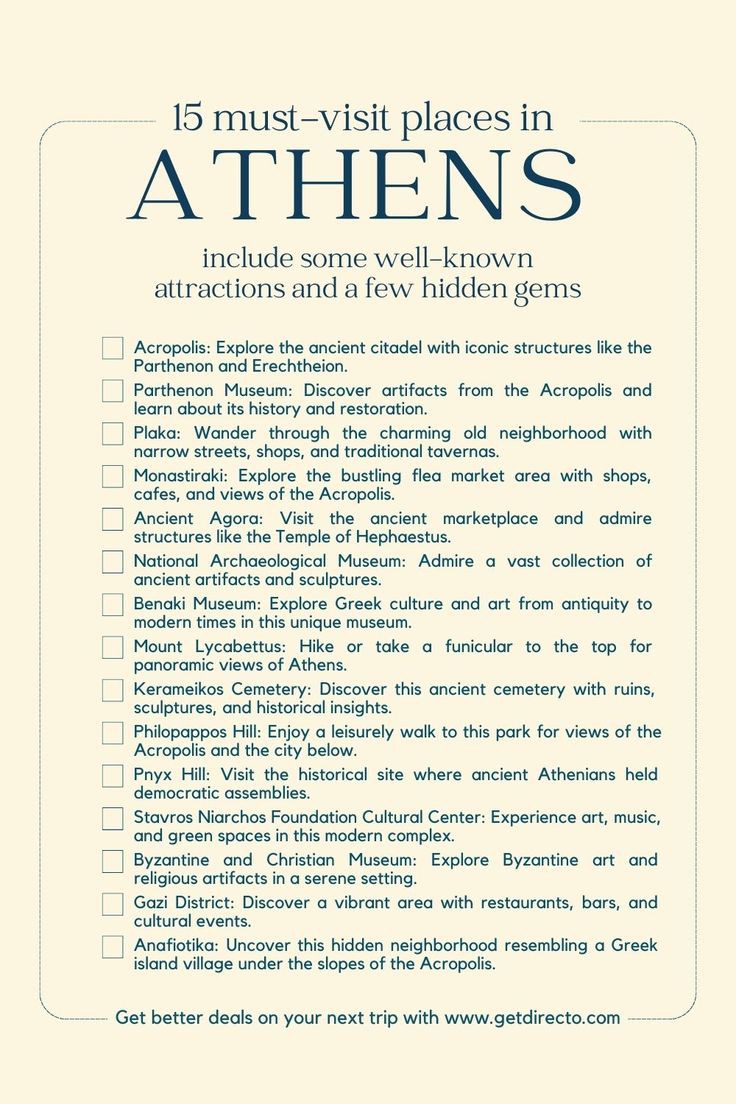 15 must-visit places in
ATHENS
include some well-known
attractions and a few hidden gems
Acropolis: Explore the ancient citadel with iconic structures like the
Parthenon and Erechtheion.
Parthenon Museum: Discover artifacts from the Acropolis and
learn about its history and restoration.
Plaka: Wander through the charming old neighborhood with
narrow streets, shops, and traditional tavernas.
Monastiraki: Explore the bustling flea market area with shops,
cafes, and views of the Acropolis.
Ancient Agora: Visit the ancient marketplace and admire
structures like the Temple of Hephaestus.
National Archaeological Museum: Admire a vast collection of
ancient artifacts and sculptures.
Benaki Museum: Explore Greek culture and art from antiquity to
modern times in this unique museum.
Mount Lycabettus: Hike or take a funicular to the top for
panoramic views of Athens.
Kerameikos Cemetery: Discover this ancient cemetery with ruins,
sculptures, and historical insights.
Philopappos Hill: Enjoy a leisurely walk to this park for views of the
Acropolis and the city below.
Pnyx Hill: Visit the historical site where ancient Athenians held
democratic assemblies.
Stavros Niarchos Foundation Cultural Center: Experience art, music,
and green spaces in this modern complex.
Byzantine and Christian Museum: Explore Byzantine art and
religious artifacts in a serene setting.
Gazi District: Discover a vibrant area with restaurants, bars, and
cultural events.
Anafiotika: Uncover this hidden neighborhood resembling a Greek
island village under the slopes of the Acropolis.
Get better deals on your next trip with www.getdirecto.com